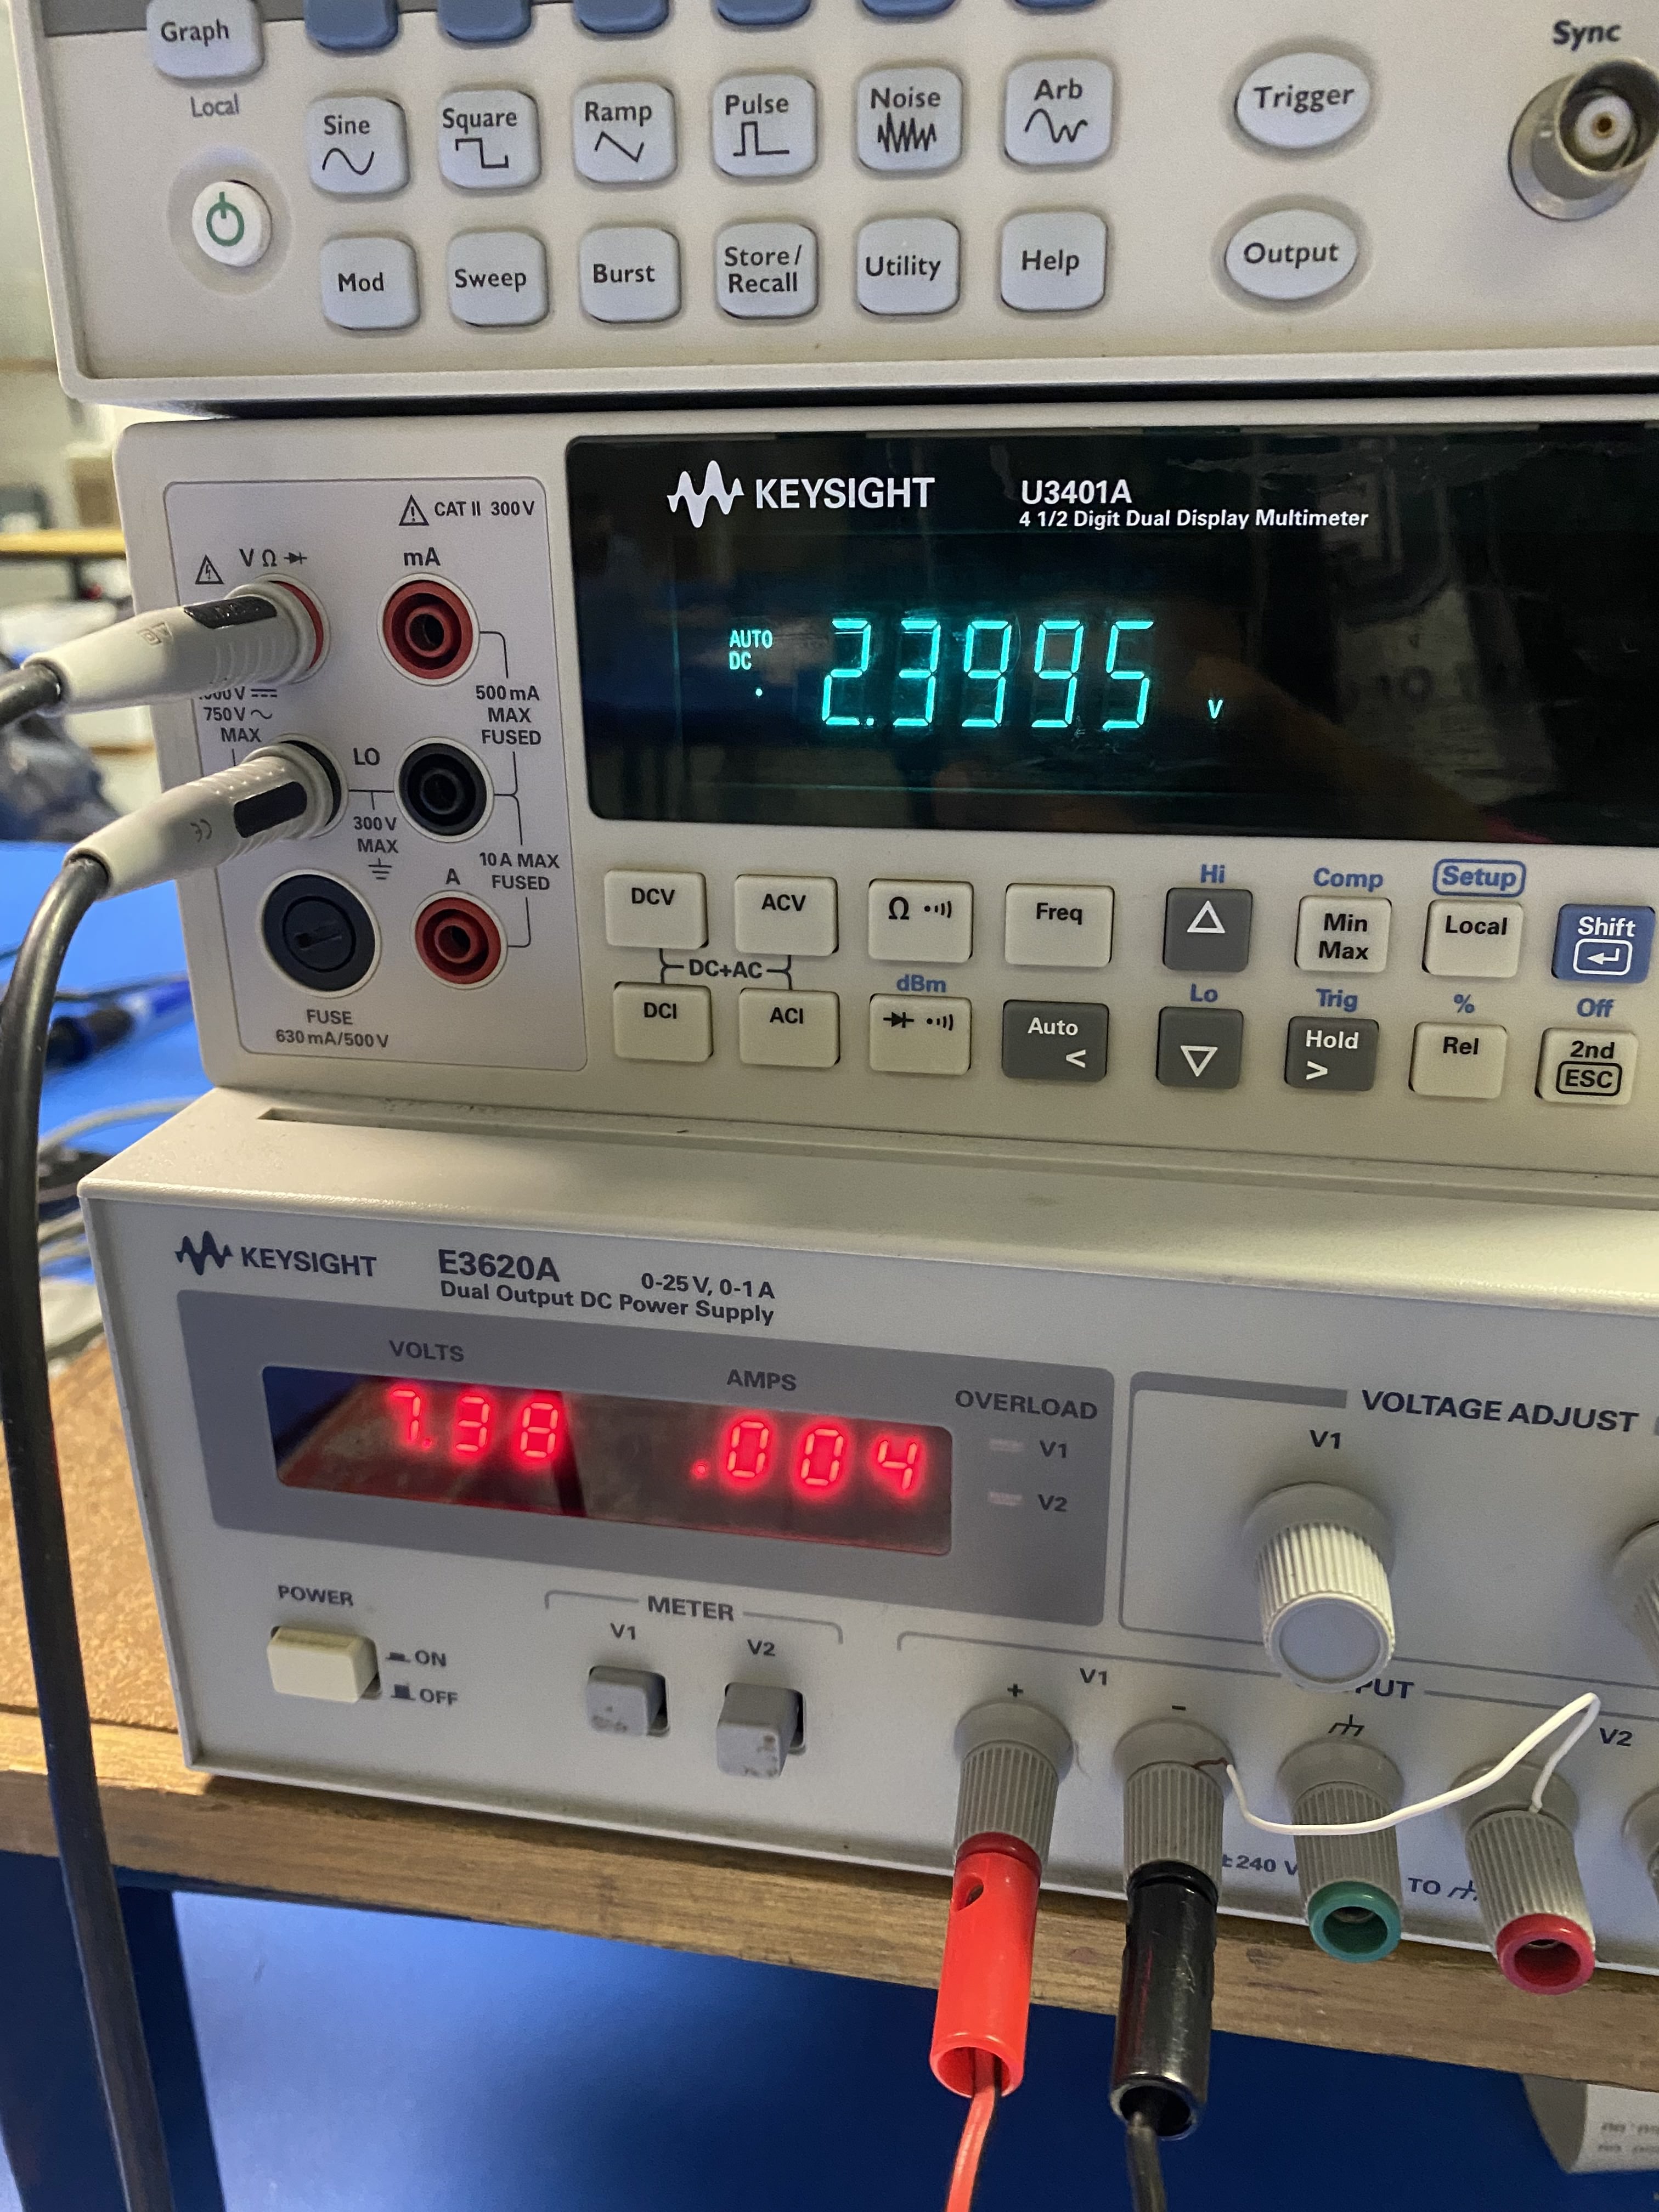 Graph
Local
Sync
Sine
Square
Ramp
Pulse
Noise
Arb
Trigger
Mod
Sweep
Burst
Store/
Recall
Utility
Help
Output
KEYSIGHT
U3401A
4 1/2 Digit Dual Display Multimeter
CAT II 300 V
V Ω
mA
AUTO
DC
2.3995
V
750 V
MAX
500 mA
MAX
FUSED
LO
300 V
MAX
10 A MAX
FUSED
A
FUSE
630 mA/500 V
DCV
ACV
Ω
Freq
Hi
Comp
Min
Max
Setup
Local
Shift
DC+AC
DCI
ACI
dBm
Auto
<
Lo
Trig
Hold
>
%
Rel
Off
2nd
ESC
KEYSIGHT
E3620A
0-25 V, 0-1 A
Dual Output DC Power Supply
VOLTS
AMPS
OVERLOAD
7.38
.004
V1
V2
VOLTAGE ADJUST
V1
POWER
ON
OFF
METER
V1
V2
+
V1
-
PUT
V2
±240 V
TO